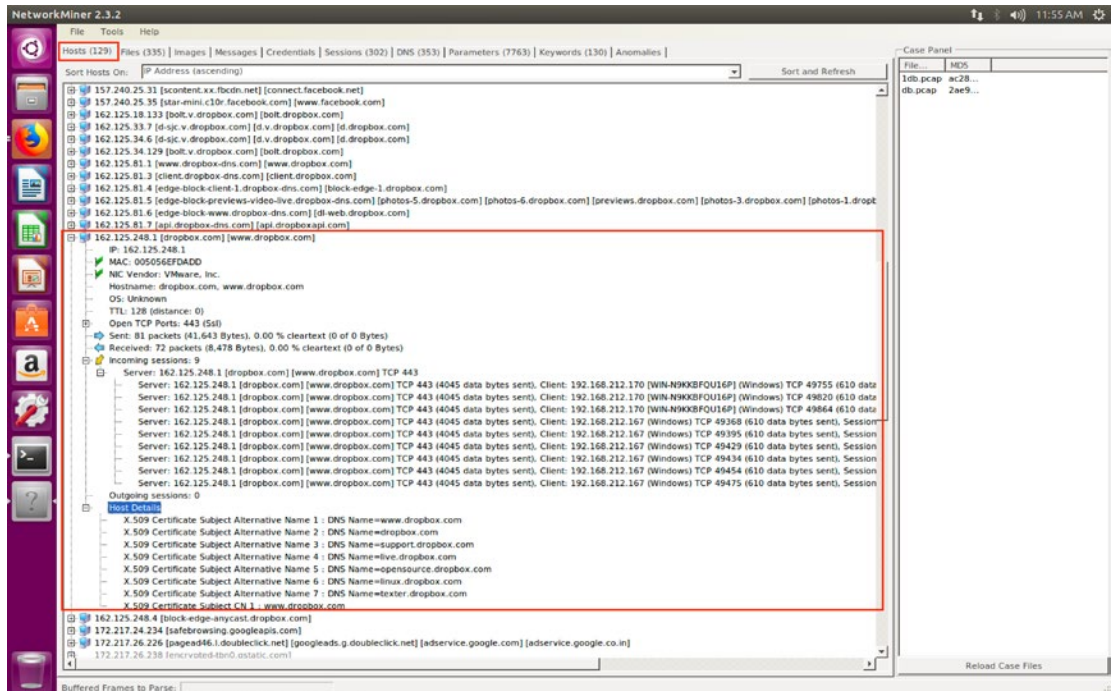 NetworkMiner 2.3.2
11:55 AM
File Tools Help
Hosts (129) Files (335) | Images | Messages | Credentials | Sessions (302) | DNS (353) | Parameters (7763) | Keywords (130) | Anomalies |
Sort Hosts On: IP Address (ascending) Sort and Refresh
157.240.25.31 [scontent.xx.fbcdn.net] [connect.facebook.net]
157.240.25.35 [star-mini.c10r.facebook.com] [www.facebook.com]
162.125.18.133 [bolt.v.dropbox.com] [bolt.dropbox.com]
162.125.33.7 [d-sjc.v.dropbox.com] [d.v.dropbox.com] [d.dropbox.com]
162.125.34.6 [d-sjc.v.dropbox.com] [d.v.dropbox.com] [d.dropbox.com]
162.125.34.129 [bolt.v.dropbox.com] [bolt.dropbox.com]
162.125.81.1 [www.dropbox-dns.com] [www.dropbox.com]
162.125.81.3 [client.dropbox-dns.com] [client.dropbox.com]
162.125.81.4 [edge-block-client-1.dropbox-dns.com] [block-edge-1.dropbox.com]
162.125.81.5 [edge-block-previews-video-live.dropbox-dns.com] [photos-5.dropbox.com] [photos-6.dropbox.com] [previews.dropbox.com] [photos-3.dropbox.com] [photos-1.dropt
162.125.81.6 [edge-block-www.dropbox-dns.com] [dl-web.dropbox.com]
162.125.81.7 [api.dropbox-dns.com] [api.dropboxapi.com]
162.125.248.1 [dropbox.com] [www.dropbox.com]
IP: 162.125.248.1
MAC: 005056EFDADD
NIC Vendor: VMware, Inc.
Hostname: dropbox.com, www.dropbox.com
OS: Unknown
TTL: 128 (distance: 0)
Open TCP Ports: 443 (Ssl)
Sent: 81 packets (41,643 Bytes), 0.00 % cleartext (0 of 0 Bytes)
Received: 72 packets (8,478 Bytes), 0.00 % cleartext (0 of 0 Bytes)
Incoming sessions: 9
Server: 162.125.248.1 [dropbox.com] [www.dropbox.com] TCP 443
Server: 162.125.248.1 [dropbox.com] [www.dropbox.com] TCP 443 (4045 data bytes sent), Client: 192.168.212.170 [WIN-N9KKBFQU16P] (Windows) TCP 49755 (610 data
Server: 162.125.248.1 [dropbox.com] [www.dropbox.com] TCP 443 (4045 data bytes sent), Client: 192.168.212.170 [WIN-N9KKBFQU16P] (Windows) TCP 49820 (610 data
Server: 162.125.248.1 [dropbox.com] [www.dropbox.com] TCP 443 (4045 data bytes sent), Client: 192.168.212.170 [WIN-N9KKBFQU16P] (Windows) TCP 49864 (610 data
Server: 162.125.248.1 [dropbox.com] [www.dropbox.com] TCP 443 (4045 data bytes sent), Client: 192.168.212.167 (Windows) TCP 49368 (610 data bytes sent), Session
Server: 162.125.248.1 [dropbox.com] [www.dropbox.com] TCP 443 (4045 data bytes sent), Client: 192.168.212.167 (Windows) TCP 49395 (610 data bytes sent), Session
Server: 162.125.248.1 [dropbox.com] [www.dropbox.com] TCP 443 (4045 data bytes sent), Client: 192.168.212.167 (Windows) TCP 49429 (610 data bytes sent), Session
Server: 162.125.248.1 [dropbox.com] [www.dropbox.com] TCP 443 (4045 data bytes sent), Client: 192.168.212.167 (Windows) TCP 49434 (610 data bytes sent), Session
Server: 162.125.248.1 [dropbox.com] [www.dropbox.com] TCP 443 (4045 data bytes sent), Client: 192.168.212.167 (Windows) TCP 49454 (610 data bytes sent), Session
Server: 162.125.248.1 [dropbox.com] [www.dropbox.com] TCP 443 (4045 data bytes sent), Client: 192.168.212.167 (Windows) TCP 49475 (610 data bytes sent), Session
Outgoing sessions: 0
Host Details
X.509 Certificate Subject Alternative Name 1 : DNS Name=www.dropbox.com
X.509 Certificate Subject Alternative Name 2 : DNS Name=dropbox.com
X.509 Certificate Subject Alternative Name 3 : DNS Name=support.dropbox.com
X.509 Certificate Subject Alternative Name 4 : DNS Name=live.dropbox.com
X.509 Certificate Subject Alternative Name 5 : DNS Name=opensource.dropbox.com
X.509 Certificate Subject Alternative Name 6 : DNS Name=linux.dropbox.com
X.509 Certificate Subject Alternative Name 7 : DNS Name=texter.dropbox.com
X.509 Certificate Subject CN 1 : www.dropbox.com
162.125.248.4 [block-edge-anycast.dropbox.com]
172.217.24.234 [safebrowsing.googleapis.com]
172.217.26.226 [pagead46.l.doubleclick.net] [googleads.g.doubleclick.net] [adservice.google.com] [adservice.google.co.in]
172.217.26.238 [encrypted-tbn0.gstatic.com]
Buffered Frames to Parse:
Case Panel
File... MD5
1db.pcap ac28...
db.pcap 2ae9...
Reload Case Files